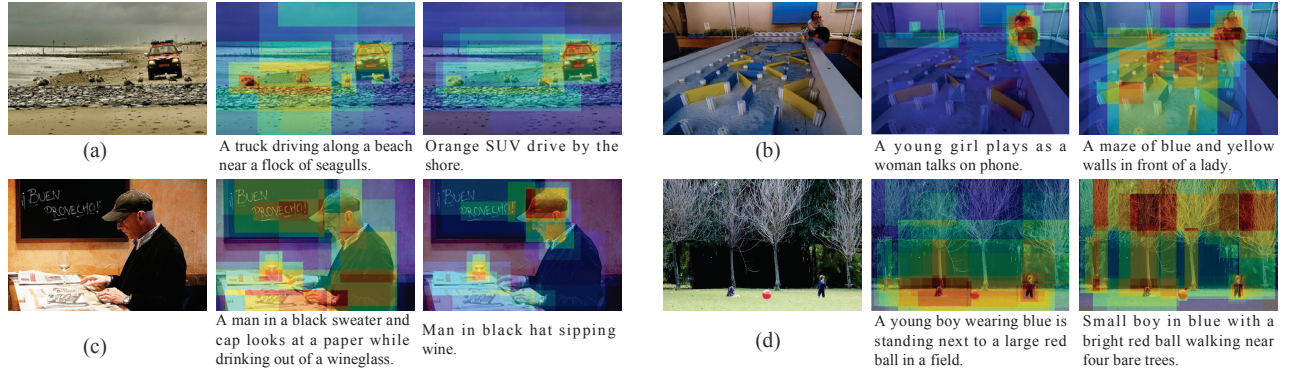 (a)
A truck driving along a beach
near a flock of seagulls.
Orange SUV drive by the
shore.
(b)
A young girl plays as a
woman talks on phone.
A maze of blue and yellow
walls in front of a lady.
¡BUEN
PROVECHO!!
¡BUEN
PROVECHO!!
¡BUEN
PROVECHO!!
(c)
A man in a black sweater and
cap looks at a paper while
drinking out of a wineglass.
Man in black hat sipping
wine.
(d)
A young boy wearing blue is
standing next to a large red
ball in a field.
Small boy in blue with a
bright red ball walking near
four bare trees.